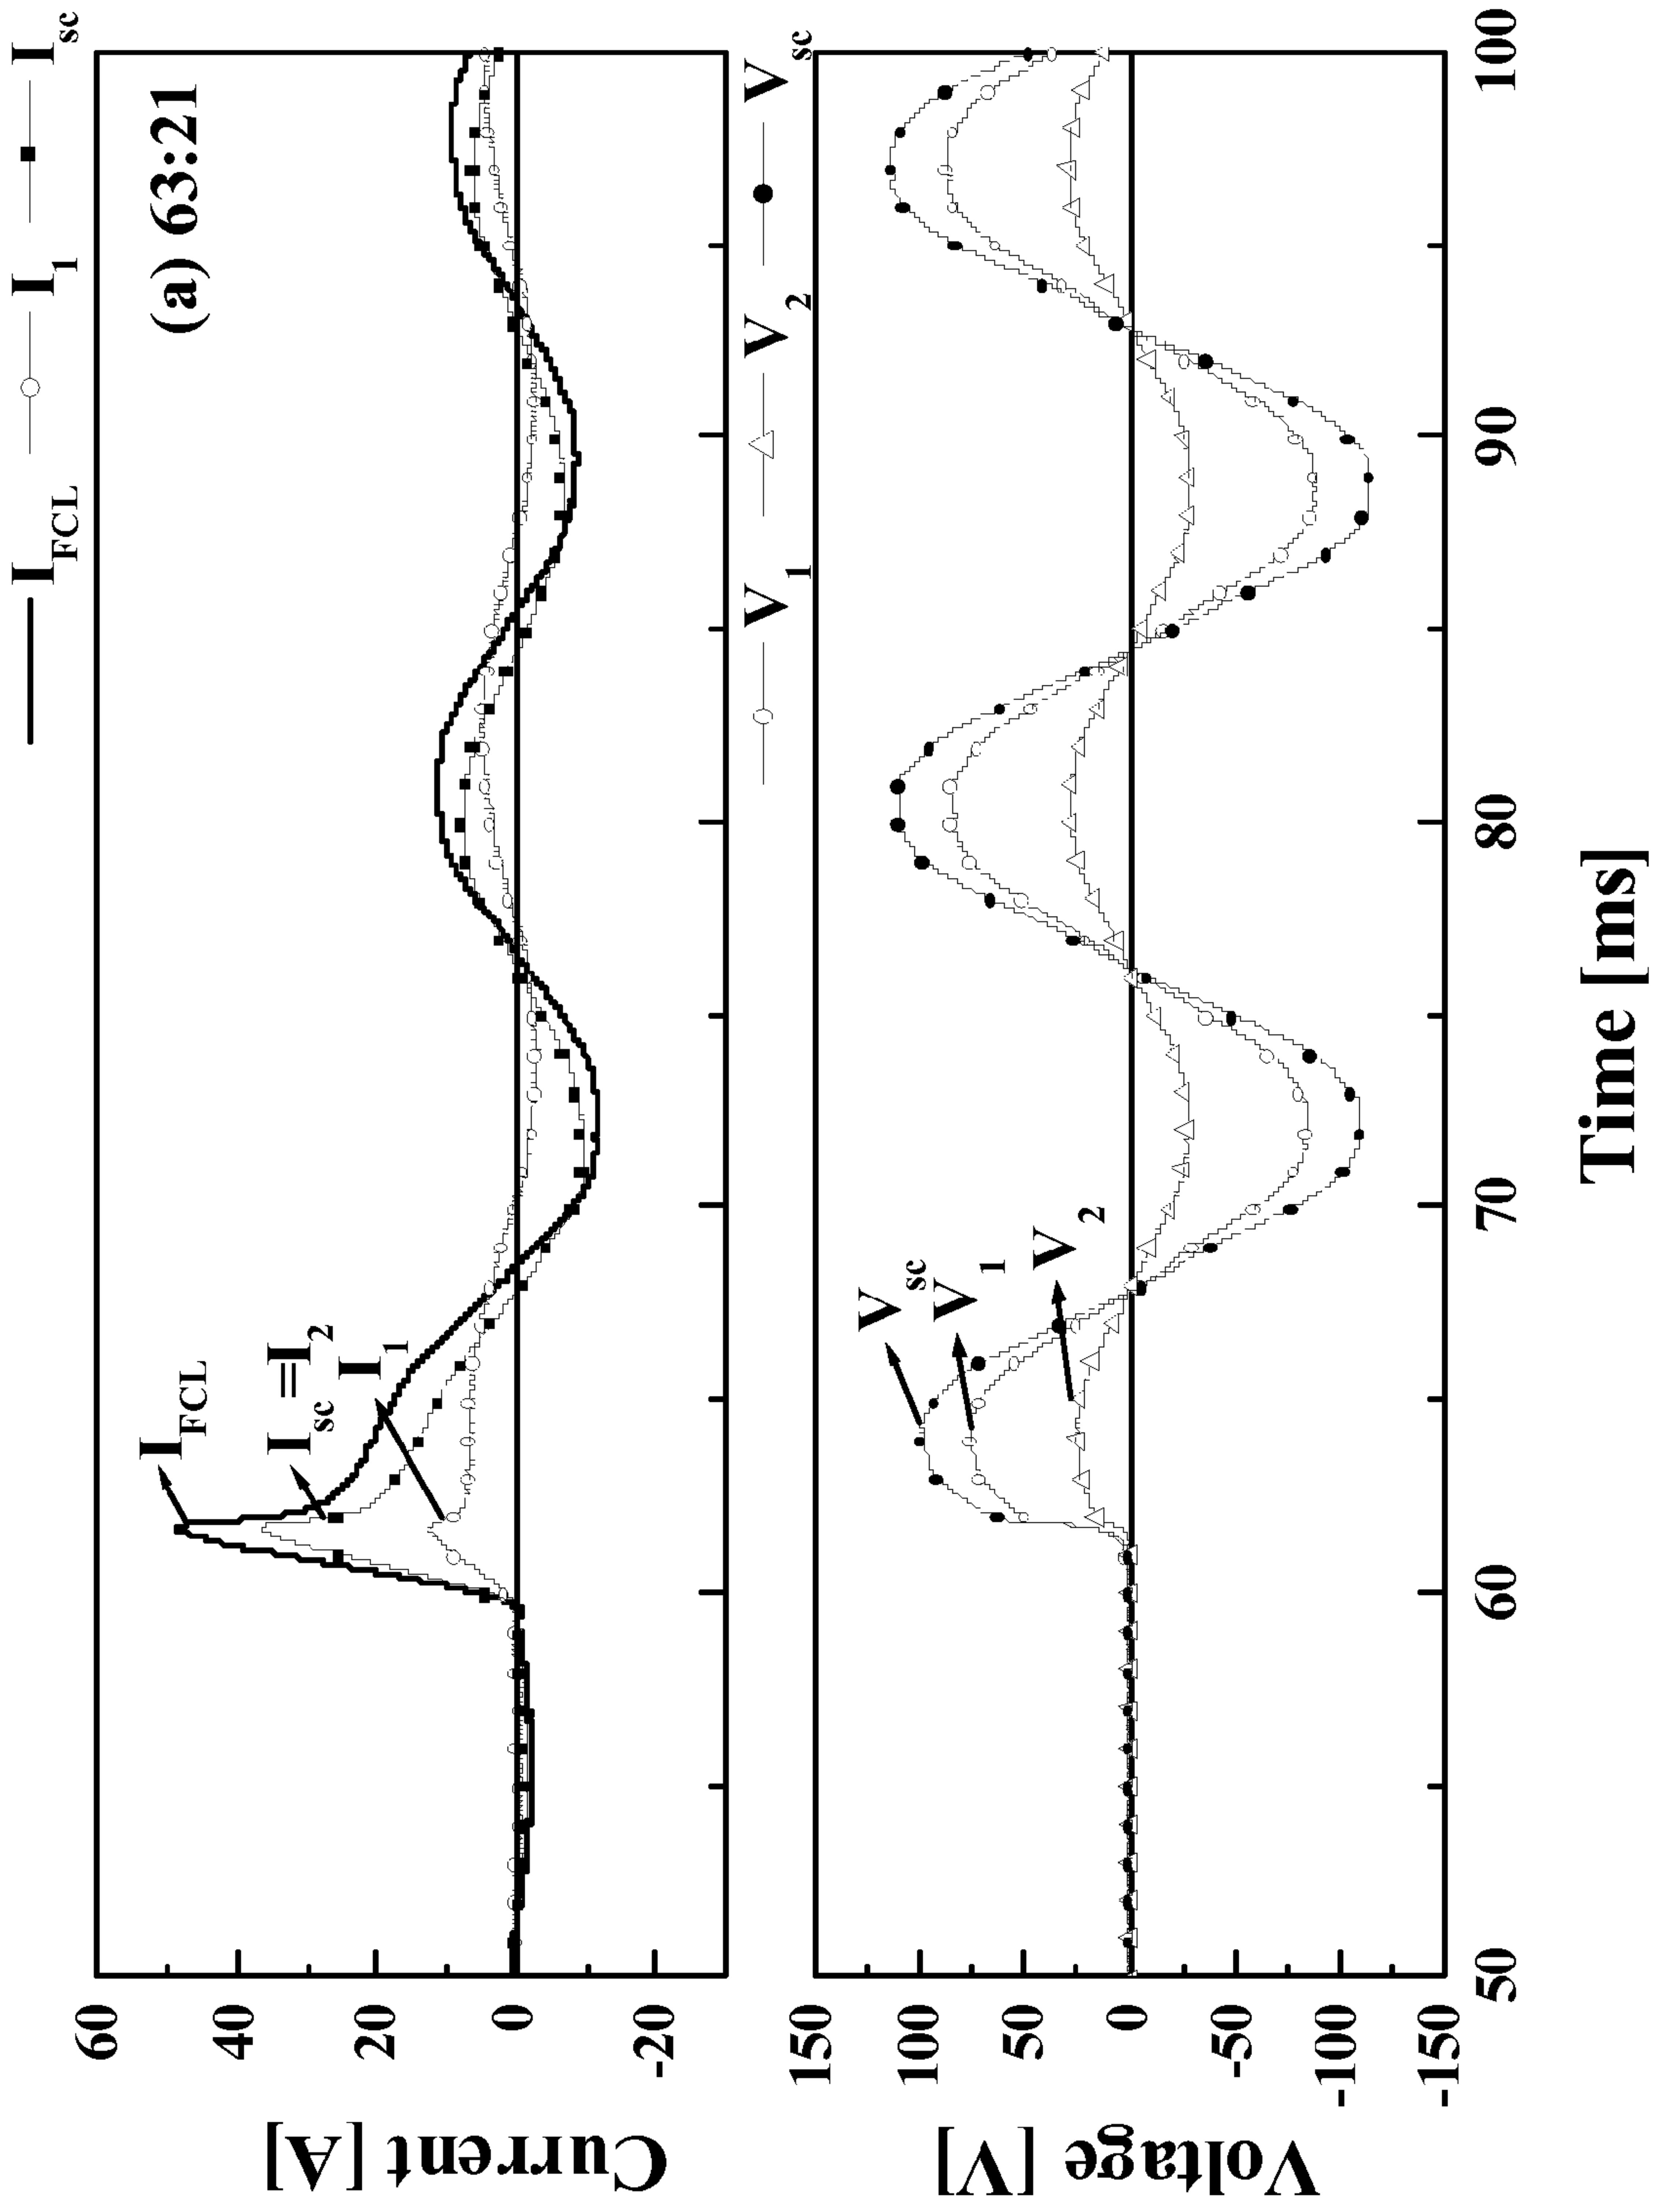 I_FCL I_1 I_sc
(a) 63:21
I_FCL
I_sc=I_2
I_1
60
40
20
0
-20
Current [A]
V_1 V_2 V_sc
V_sc
V_1
V_2
150
100
50
0
-50
-100
-150
Voltage [V]
50 60 70 80 90 100
Time [ms]